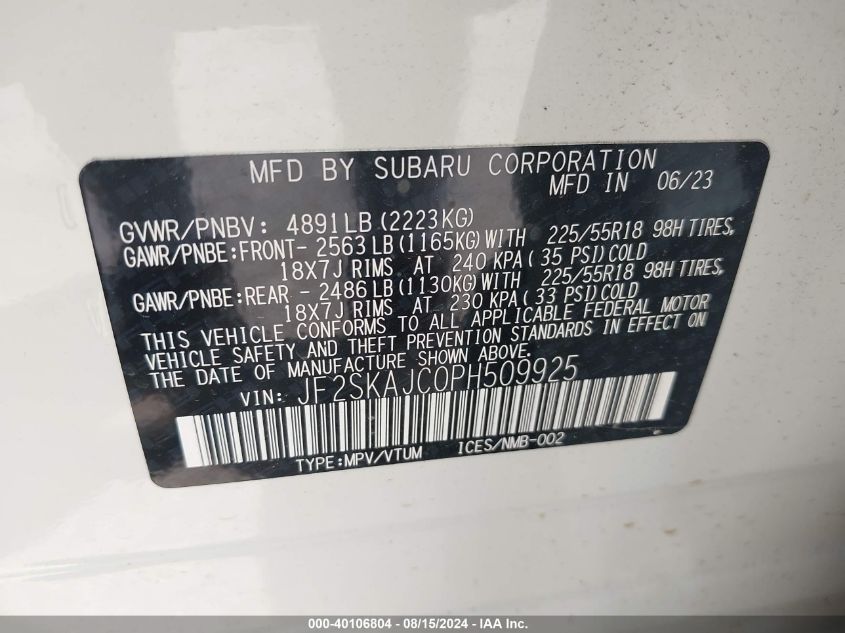 MFD BY SUBARU CORPORATION
MFD IN 06/23
GVWR/PNBV: 4891LB (2223KG)
GAWR/PNBE:FRONT- 2563LB (1165KG) WITH 225/55R18 98H TIRES,
18X7J RIMS AT 240 KPA ( 35 PSI) COLD
GAWR/PNBE:REAR - 2486LB (1130KG) WITH 225/55R18 98H TIRES,
18X7J RIMS AT 230 KPA ( 33 PSI) COLD
THIS VEHICLE CONFORMS TO ALL APPLICABLE FEDERAL MOTOR
VEHICLE SAFETY AND THEFT PREVENTION STANDARDS IN EFFECT ON
THE DATE OF MANUFACTURE SHOWN ABOVE.
VIN: JF2SKAJC0PH509925
TYPE:MPV/VTUM ICES/NMB-002
000-40106804 - 08/15/2024 - IAA Inc.